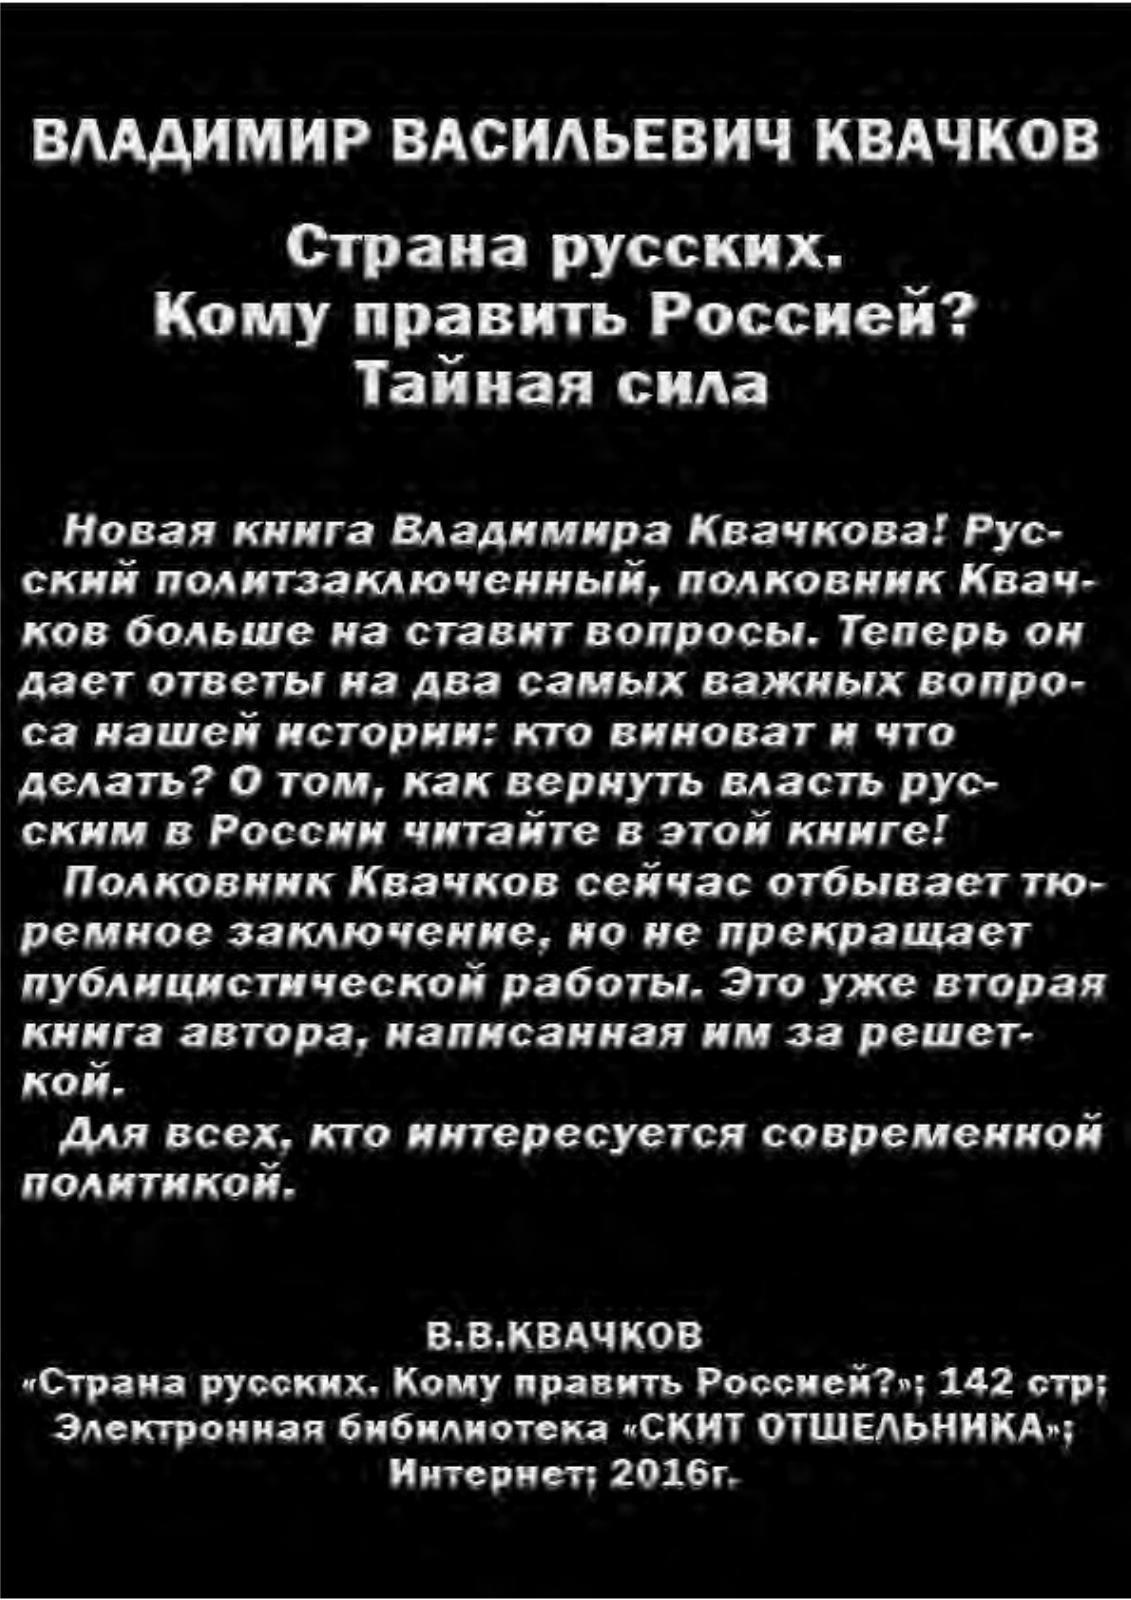 ВЛАДИМИР ВАСИЛЬЕВИЧ КВАЧКОВ
Страна русских.
Кому править Россией?
Тайная сила
Новая книга Владимира Квачкова! Рус-
ский политзаключенный, полковник Квач-
ков больше на ставит вопросы. Теперь он
дает ответы на два самых важных вопро-
са нашей истории: кто виноват и что
делать? О том, как вернуть власть рус-
ским в России читайте в этой книге!
Полковник Квачков сейчас отбывает тю-
ремное заключение, но не прекращает
публицистической работы. Это уже вторая
книга автора, написанная им за решет-
кой.
Для всех, кто интересуется современной
политикой.
В.В.КВАЧКОВ
«Страна русских. Кому править Россией?»; 142 стр;
Электронная бибилиотека «СКИТ ОТШЕЛЬНИКА»;
Интернет; 2016г.